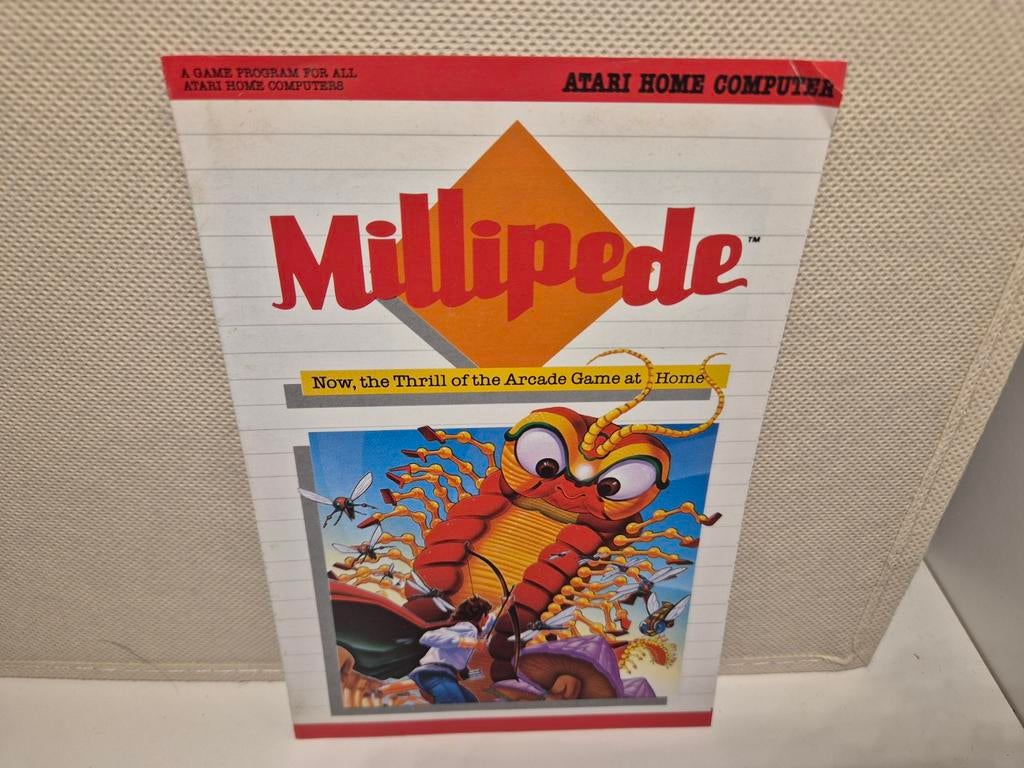 A GAME PROGRAM FOR ALL
ATARI HOME COMPUTERS
ATARI HOME COMPUTER
Millipede™
Now, the Thrill of the Arcade Game at Home